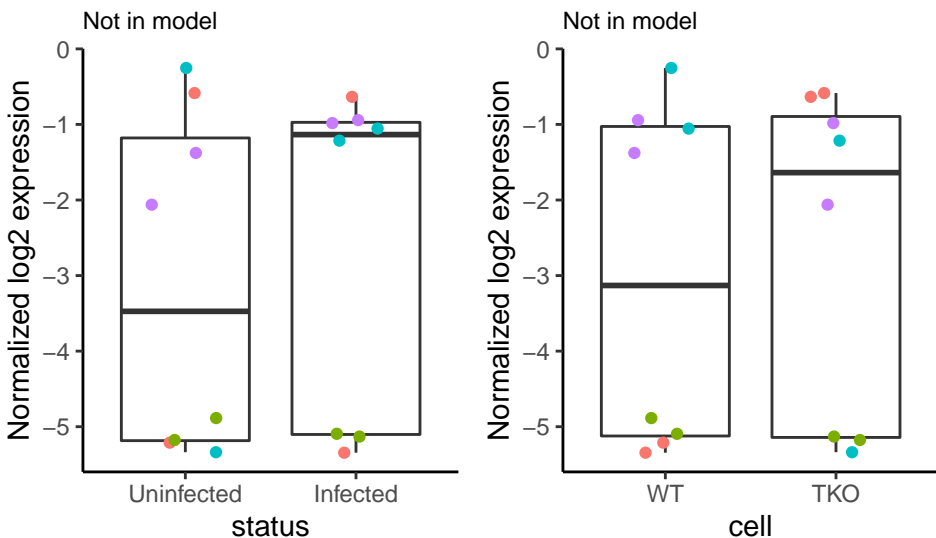 Not in model
Normalized log2 expression
0
−1
−2
−3
−4
−5
Uninfected
Infected
status
Not in model
Normalized log2 expression
0
−1
−2
−3
−4
−5
WT
TKO
cell